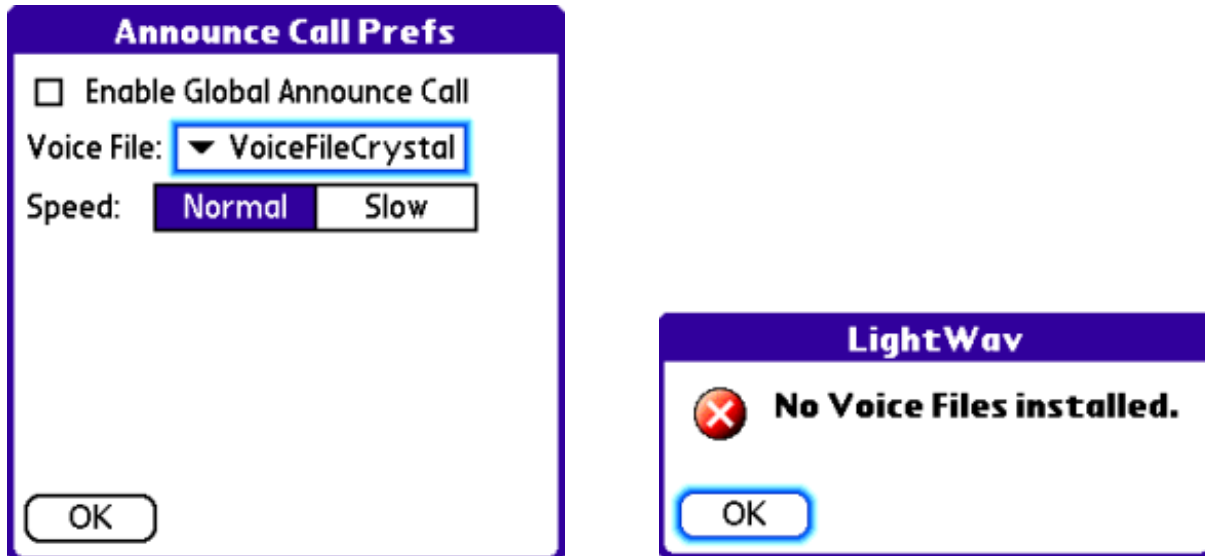 Announce Call Prefs
Enable Global Announce Call
Voice File: VoiceFileCrystal
Speed: Normal Slow
OK
LightWav
No Voice Files installed.
OK